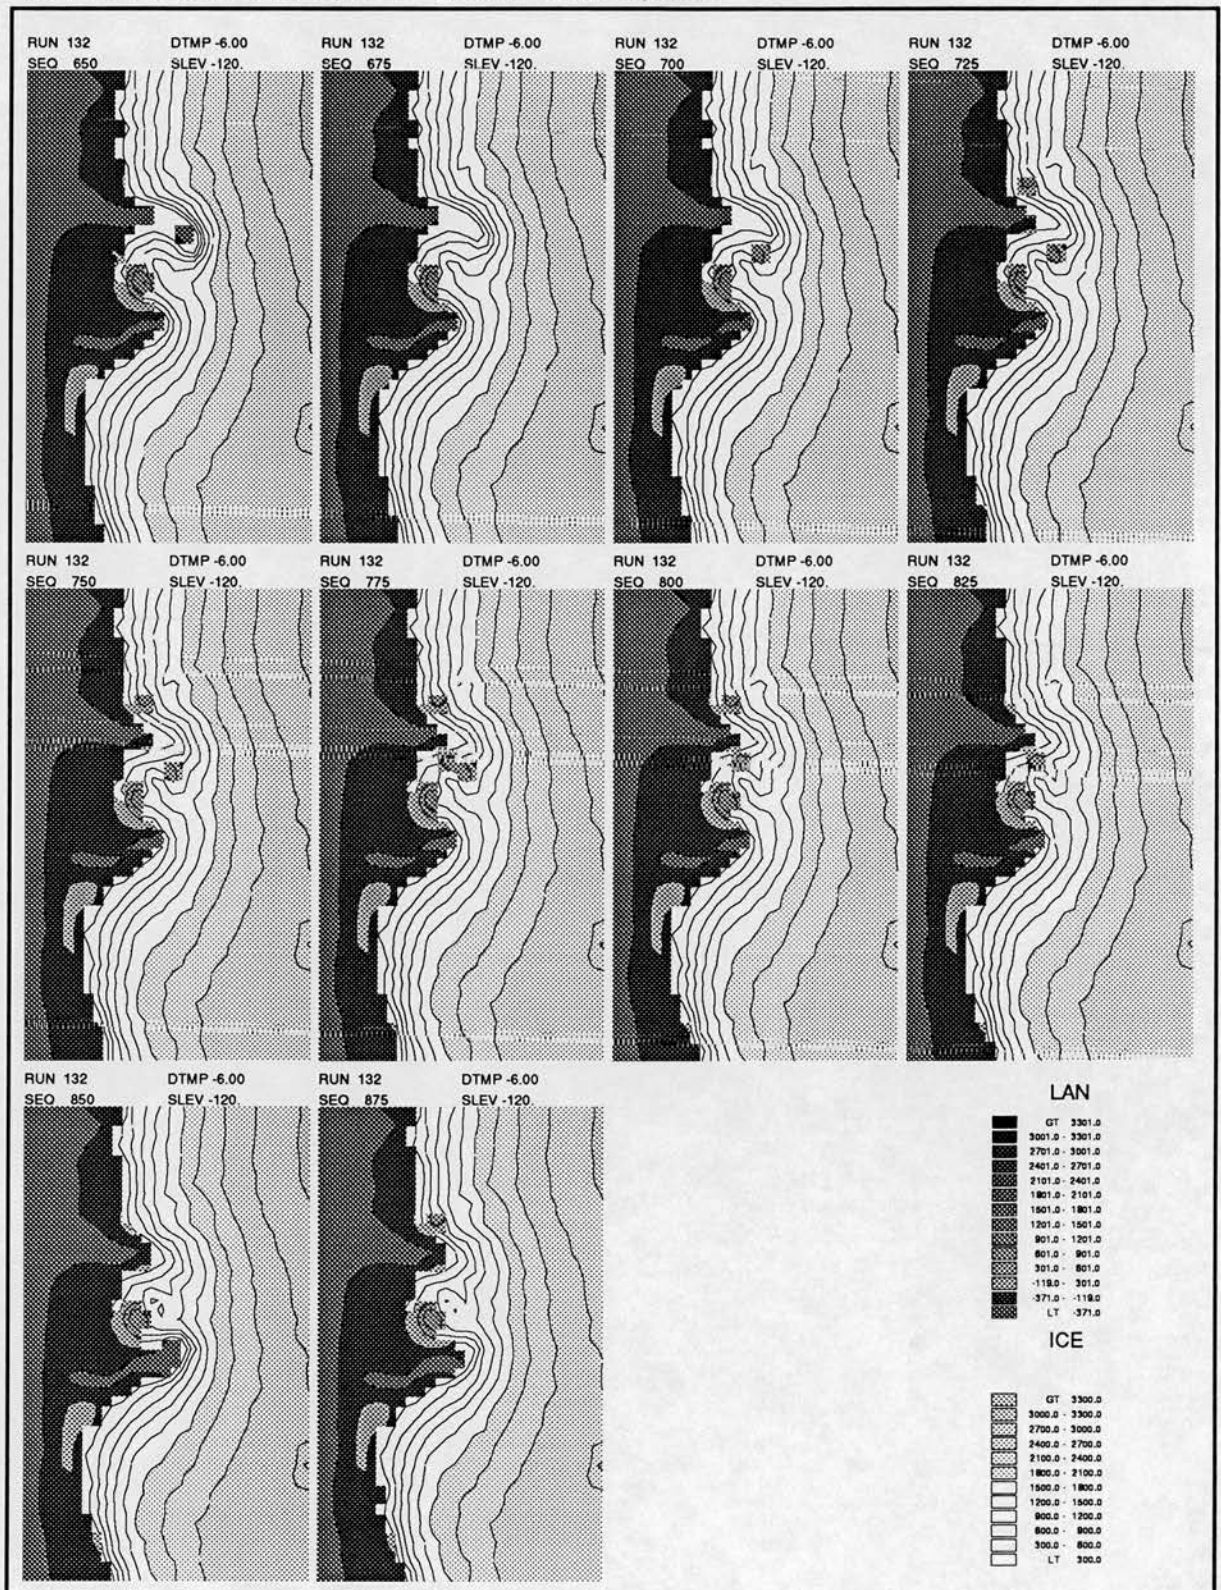 RUN 132 DTMP -6.00
SEQ 650 SLEV -120.
RUN 132 DTMP -6.00
SEQ 675 SLEV -120.
RUN 132 DTMP -6.00
SEQ 700 SLEV -120.
RUN 132 DTMP -6.00
SEQ 725 SLEV -120.
RUN 132 DTMP -6.00
SEQ 750 SLEV -120.
RUN 132 DTMP -6.00
SEQ 775 SLEV -120.
RUN 132 DTMP -6.00
SEQ 800 SLEV -120.
RUN 132 DTMP -6.00
SEQ 825 SLEV -120.
RUN 132 DTMP -6.00
SEQ 850 SLEV -120.
RUN 132 DTMP -6.00
SEQ 875 SLEV -120.
LAN
GT 3301.0
3001.0 - 3301.0
2701.0 - 3001.0
2401.0 - 2701.0
2101.0 - 2401.0
1801.0 - 2101.0
1501.0 - 1801.0
1201.0 - 1501.0
901.0 - 1201.0
601.0 - 901.0
301.0 - 601.0
-119.0 - 301.0
-371.0 - -119.0
LT -371.0
ICE
GT 3300.0
3000.0 - 3300.0
2700.0 - 3000.0
2400.0 - 2700.0
2100.0 - 2400.0
1800.0 - 2100.0
1500.0 - 1800.0
1200.0 - 1500.0
900.0 - 1200.0
600.0 - 900.0
300.0 - 600.0
LT 300.0